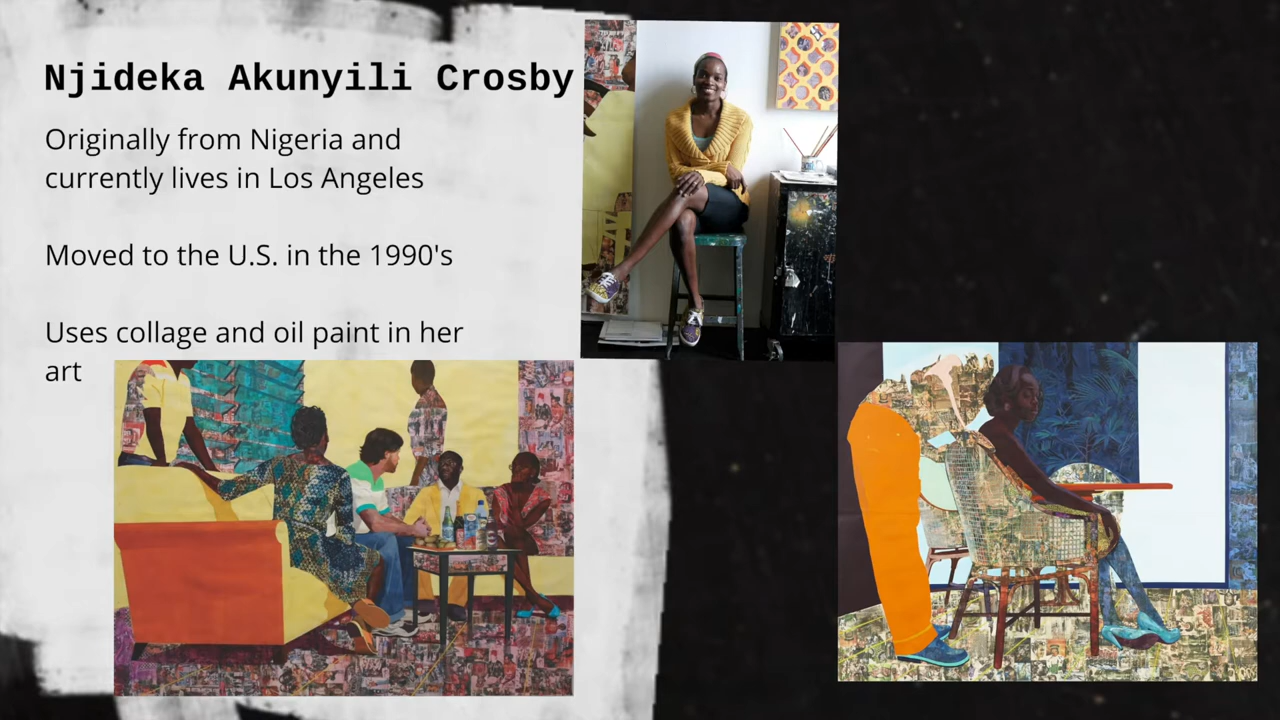 Njideka Akunyili Crosby
Originally from Nigeria and
currently lives in Los Angeles
Moved to the U.S. in the 1990's
Uses collage and oil paint in her
art